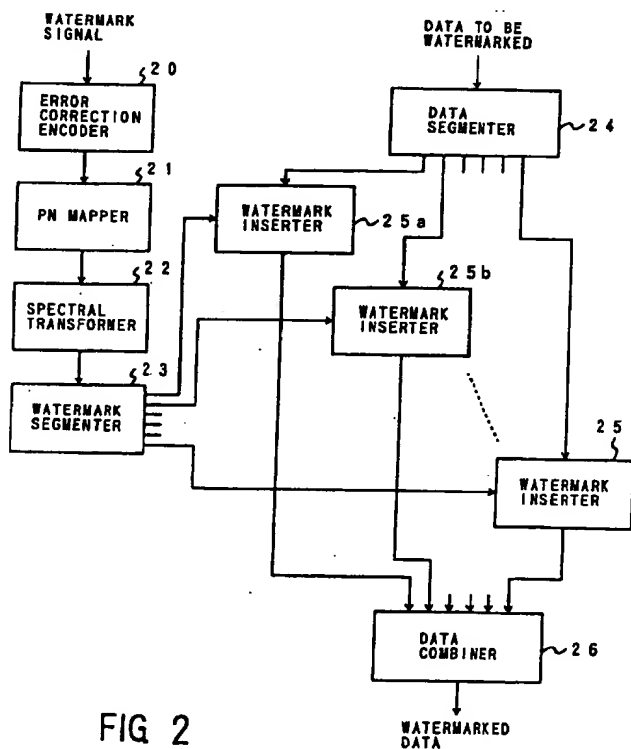 WATERMARK
SIGNAL
20
ERROR
CORRECTION
ENCODER
21
PN MAPPER
22
SPECTRAL
TRANSFORMER
23
WATERMARK
SEGMENTER
DATA TO BE
WATERMARKED
DATA
SEGMENTER
24
WATERMARK
INSERTER
25a
25b
WATERMARK
INSERTER
25
WATERMARK
INSERTER
DATA
COMBINER
26
WATERMARKED
DATA
FIG 2